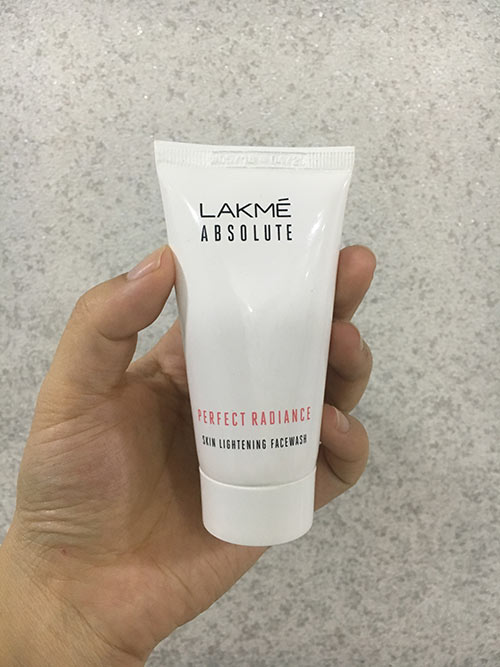 LAKMÉ
ABSOLUTE
PERFECT RADIANCE
SKIN LIGHTENING FACEWASH